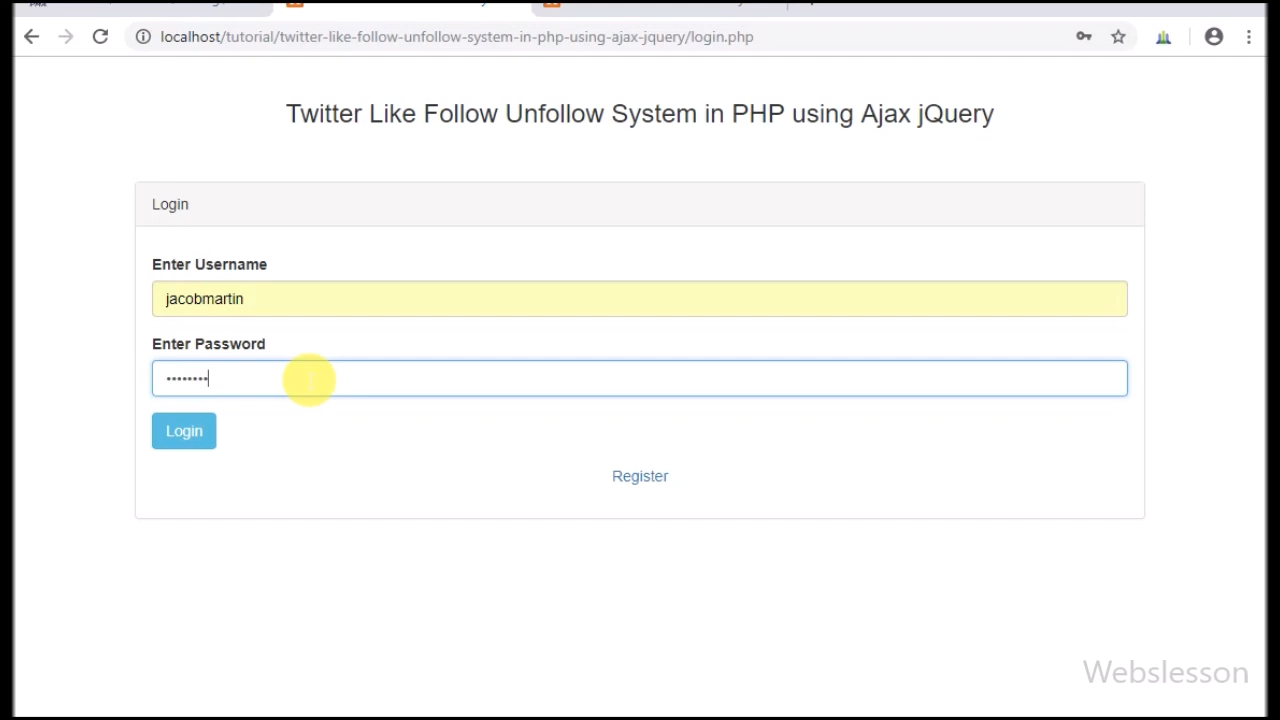 localhost/tutorial/twitter-like-follow-unfollow-system-in-php-using-ajax-jquery/login.php
Twitter Like Follow Unfollow System in PHP using Ajax jQuery
Login
Enter Username
jacobmartin
Enter Password
••••••••
Login
Register
Webslesson